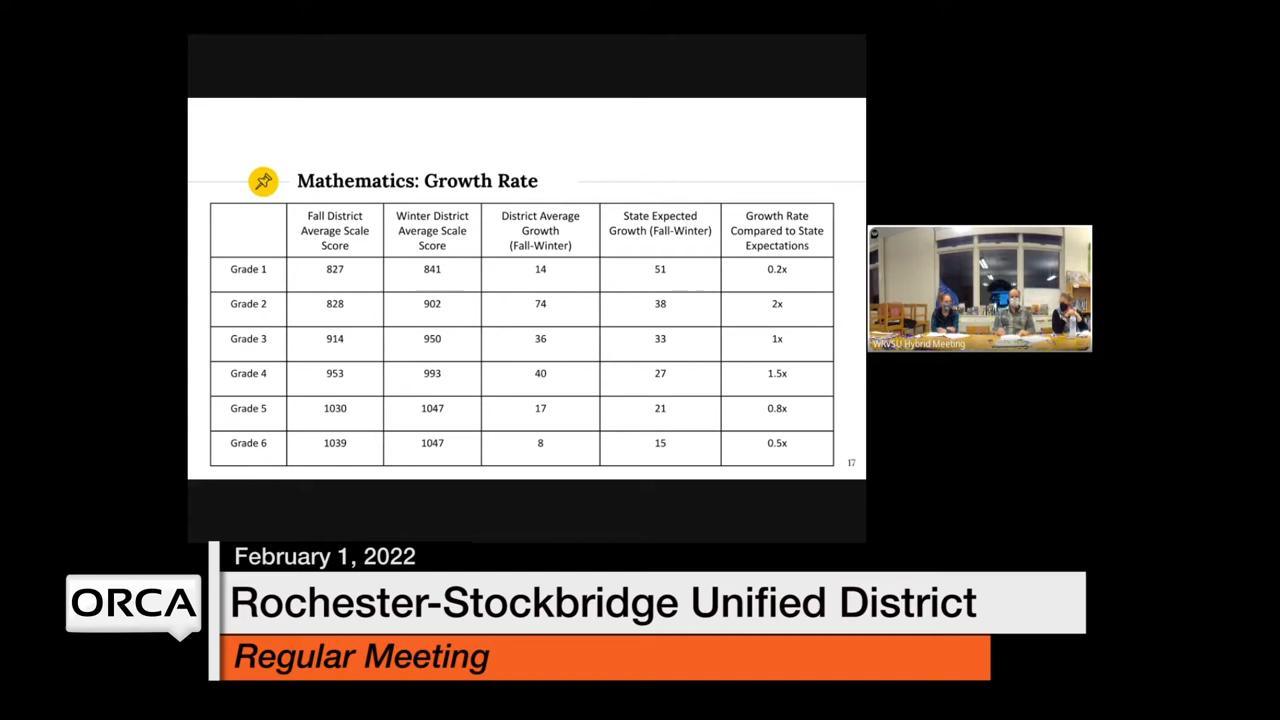 Mathematics: Growth Rate
Fall District Average Scale Score
Winter District Average Scale Score
District Average Growth (Fall-Winter)
State Expected Growth (Fall-Winter)
Growth Rate Compared to State Expectations
Grade 1 827 841 14 51 0.2x
Grade 2 828 902 74 38 2x
Grade 3 914 950 36 33 1x
Grade 4 953 993 40 27 1.5x
Grade 5 1030 1047 17 21 0.8x
Grade 6 1039 1047 8 15 0.5x
17
WRVSU Hybrid Meeting
February 1, 2022
ORCA
Rochester-Stockbridge Unified District
Regular Meeting